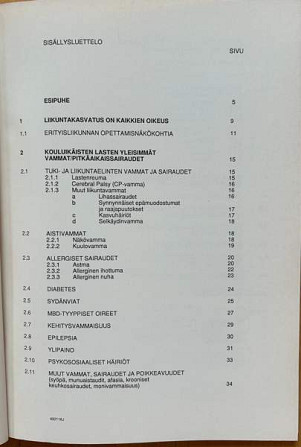 SISÄLLYSLUETTELO
SIVU
ESIPUHE 5
1 LIIKUNTAKASVATUS ON KAIKKIEN OIKEUS 9
1.1 ERITYISLIIKUNNAN OPETTAMISNÄKÖKOHTIA 11
2 KOULUIKÄISTEN LASTEN YLEISIMMÄT
VAMMAT/PITKÄAIKAISSAIRAUDET 15
2.1 TUKI- JA LIIKUNTAELINTEN VAMMAT JA SAIRAUDET 15
2.1.1 Lastenreuma 15
2.1.2 Cerebral Palsy (CP-vamma) 16
2.1.3 Muut liikuntavammat 16
a Lihassairaudet 16
b Synnynnäiset epämuodostumat
ja raajapuutokset 17
c Kasvuhäiriöt 17
d Selkäydinvamma 18
2.2 AISTIVAMMAT 18
2.2.1 Näkövamma 18
2.2.2 Kuulovamma 19
2.3 ALLERGISET SAIRAUDET 20
2.3.1 Astma 20
2.3.2 Allerginen ihottuma 22
2.3.3 Allerginen nuha 23
2.4 DIABETES 24
2.5 SYDÄNVIAT 26
2.6 MBD-TYYPPISET OIREET 27
2.7 KEHITYSVAMMAISUUS 29
2.8 EPILEPSIA 30
2.9 YLIPAINO 31
2.10 PSYKOSOSIAALISET HÄIRIÖT 33
2.11 MUUT VAMMAT, SAIRAUDET JA POIKKEAVUUDET
(syöpä, munuaistaudit, afasia, krooniset
keuhkosairaudet, monivammaisuus) 34